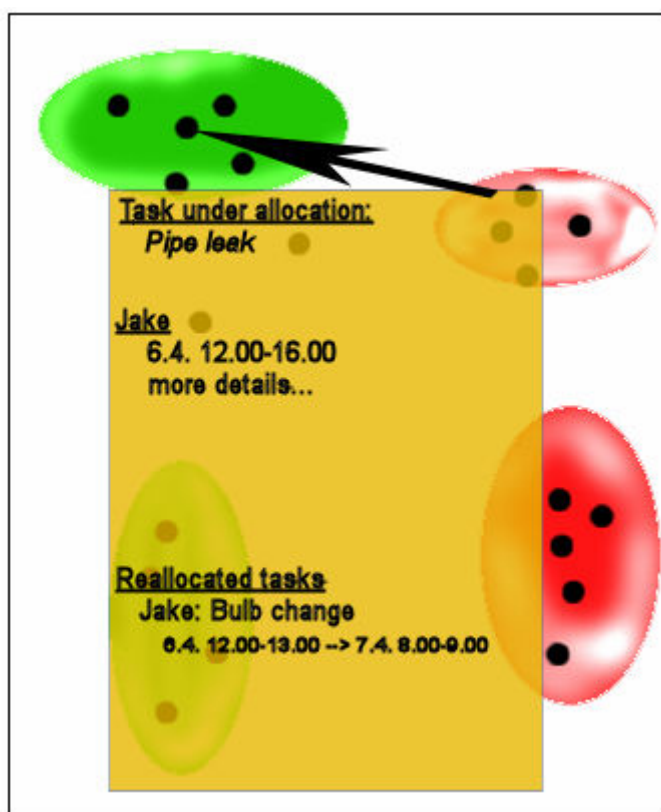 Task under allocation:
Pipe leak
Jake
6.4. 12.00-16.00
more details...
Reallocated tasks
Jake: Bulb change
6.4. 12.00-13.00 --> 7.4. 8.00-9.00